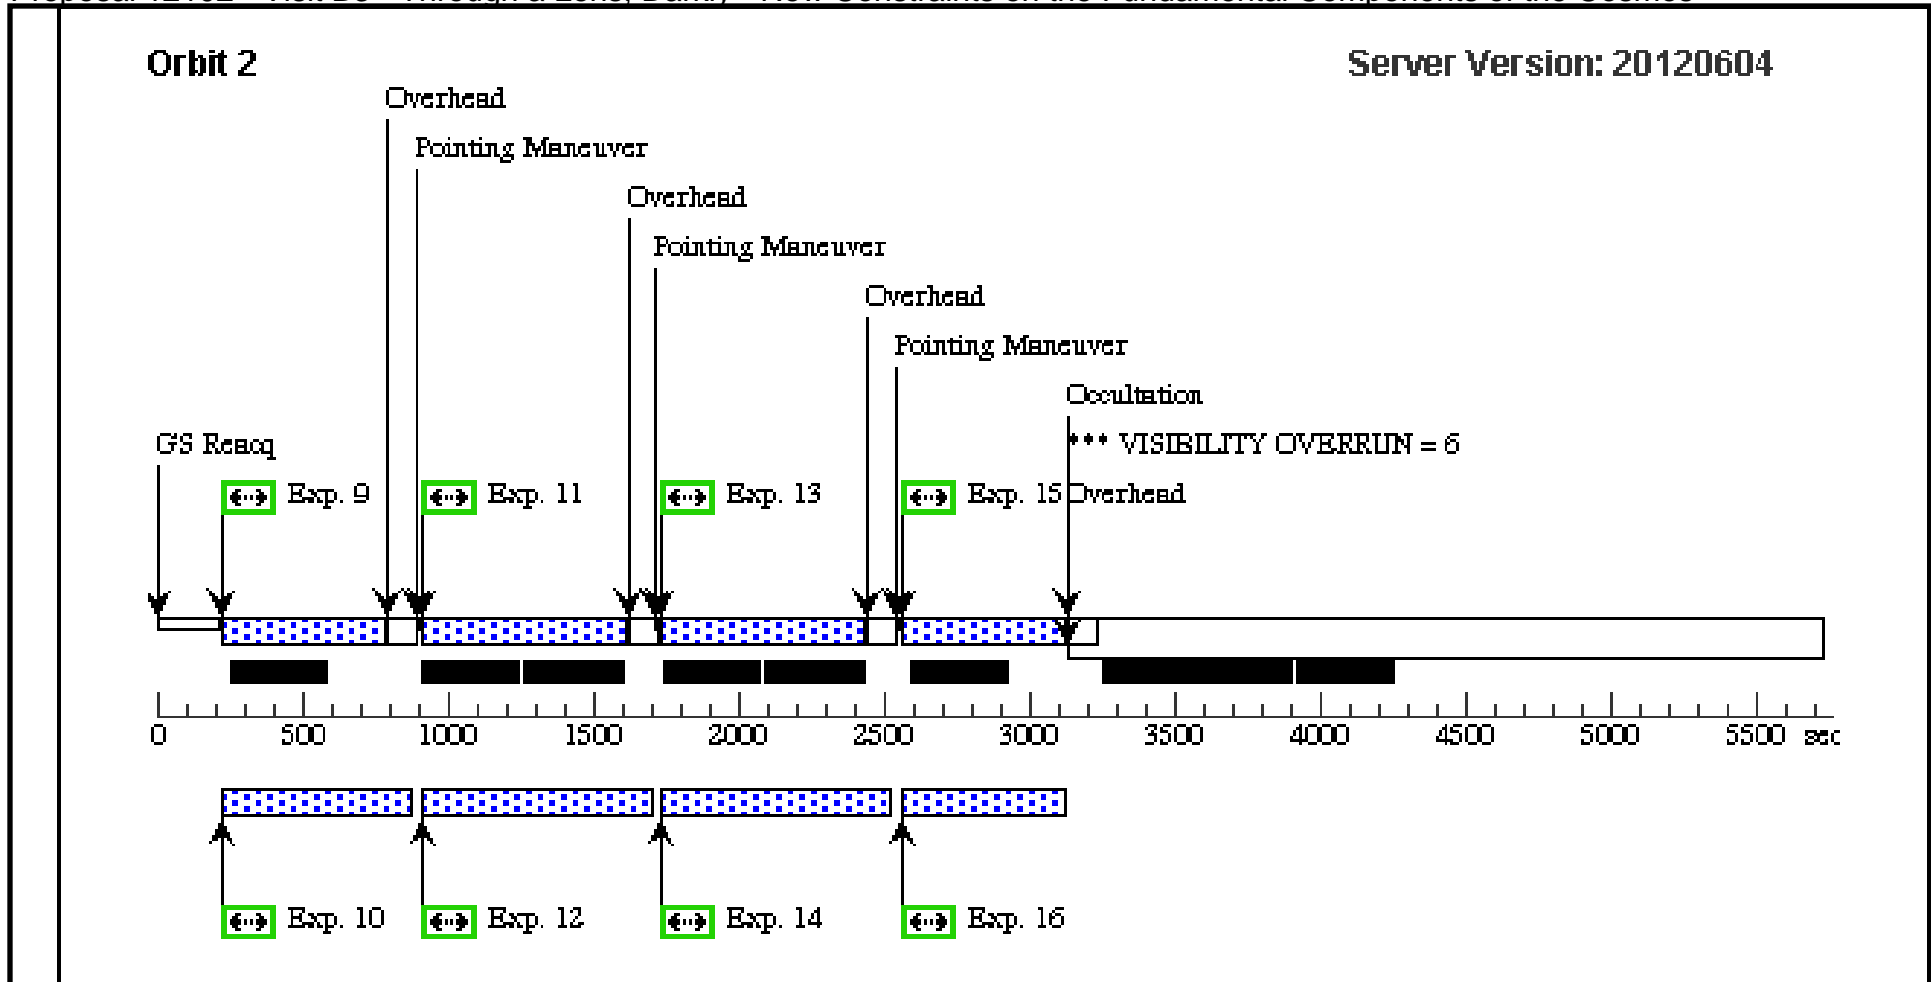 Orbit 2
Server Version: 20120604
Overhead
Pointing Maneuver
Overhead
Pointing Maneuver
Overhead
Pointing Maneuver
Occultation
GS Reacq
*** VISIBILITY OVERRUN = 6
Exp. 9
Exp. 11
Exp. 13
Exp. 15
Overhead
0 500 1000 1500 2000 2500 3000 3500 4000 4500 5000 5500 sec
Exp. 10
Exp. 12
Exp. 14
Exp. 16